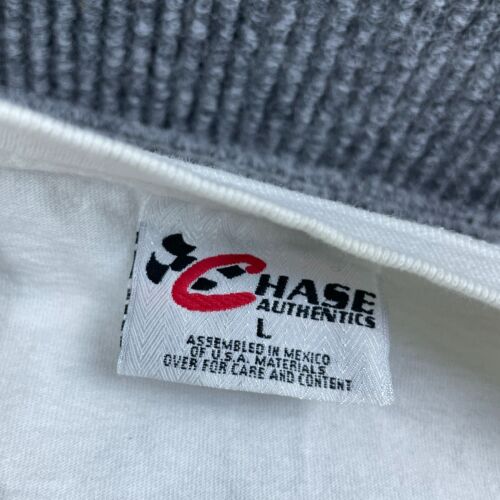 CHASE
AUTHENTICS
L
ASSEMBLED IN MEXICO
OF U.S.A. MATERIALS
OVER FOR CARE AND CONTENT